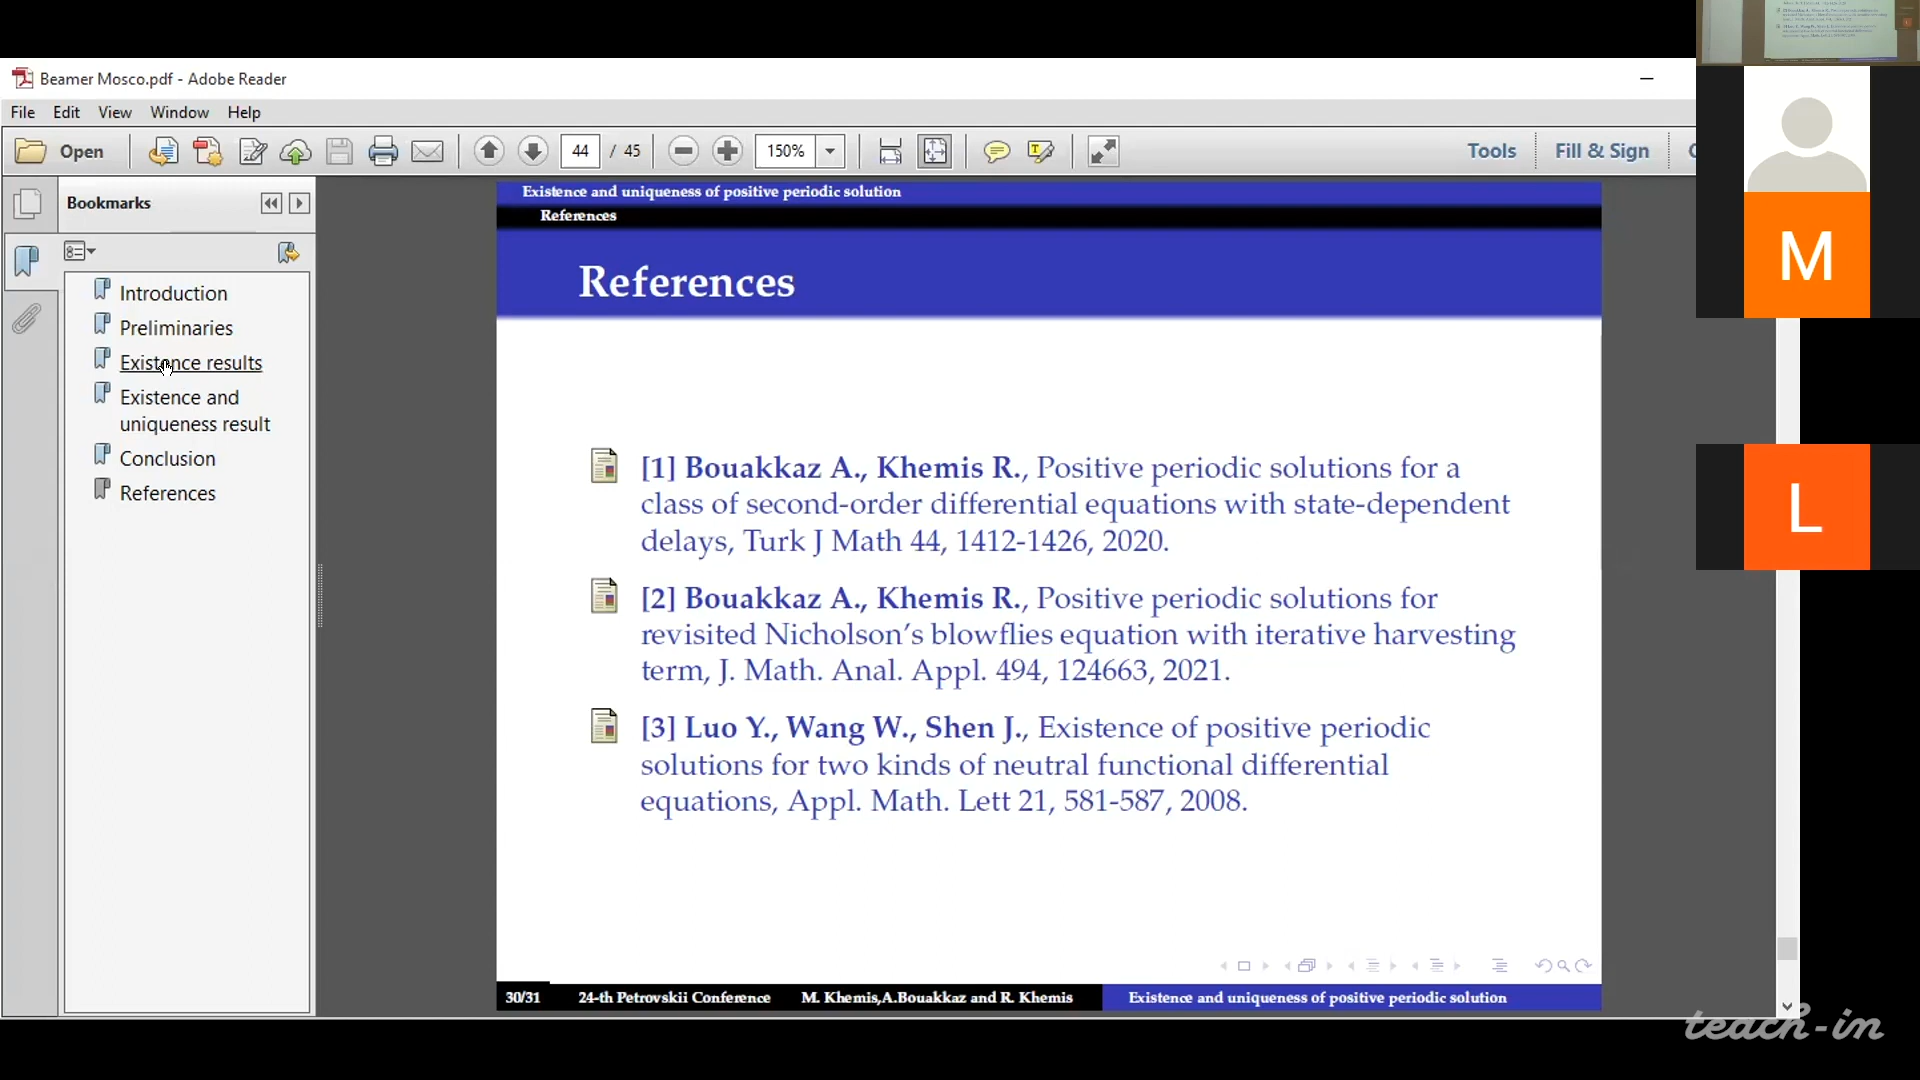 Beamer Mosco.pdf - Adobe Reader
File Edit View Window Help
Open 44 / 45 150% Tools Fill & Sign
Bookmarks
Introduction
Preliminaries
Existence results
Existence and
uniqueness result
Conclusion
References
Existence and uniqueness of positive periodic solution
References
References
[1] Bouakkaz A., Khemis R., Positive periodic solutions for a
class of second-order differential equations with state-dependent
delays, Turk J Math 44, 1412-1426, 2020.
[2] Bouakkaz A., Khemis R., Positive periodic solutions for
revisited Nicholson's blowflies equation with iterative harvesting
term, J. Math. Anal. Appl. 494, 124663, 2021.
[3] Luo Y., Wang W., Shen J., Existence of positive periodic
solutions for two kinds of neutral functional differential
equations, Appl. Math. Lett 21, 581-587, 2008.
30/31 24-th Petrovskii Conference M. Khemis,A.Bouakkaz and R. Khemis Existence and uniqueness of positive periodic solution
M
L
teach-in